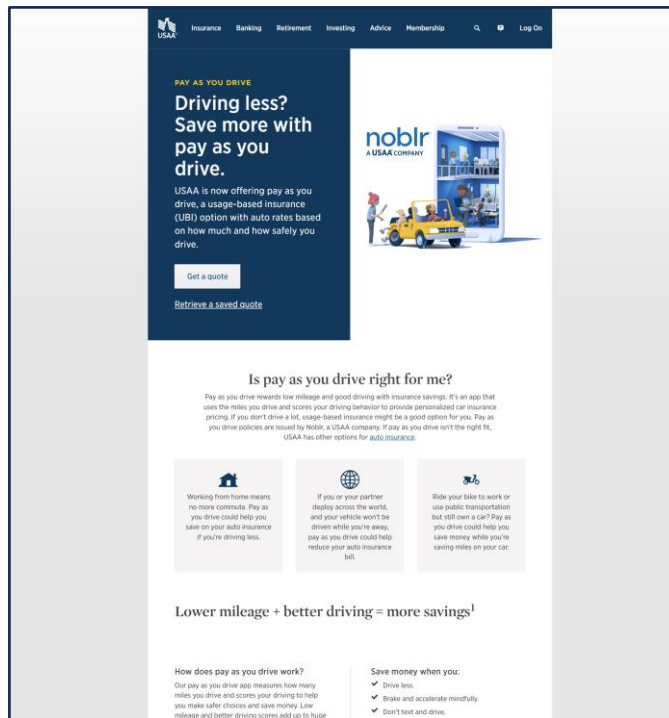 USAA
Insurance
Banking
Retirement
Investing
Advice
Membership
Log On
PAY AS YOU DRIVE
Driving less?
Save more with
pay as you
drive.
USAA is now offering pay as you
drive, a usage-based insurance
(UBI) option with auto rates based
on how much and how safely you
drive.
Get a quote
Retrieve a saved quote
noblr
A USAA COMPANY
Is pay as you drive right for me?
Pay as you drive rewards low mileage and good driving with insurance savings. It's an app that
uses the miles you drive and scores your driving behavior to provide personalized car insurance
pricing. If you don't drive a lot, usage-based insurance might be a good option for you. Pay as
you drive policies are issued by Noblr, a USAA company. If pay as you drive isn't the right fit,
USAA has other options for auto insurance.
Working from home means
no more commute. Pay as
you drive could help you
save on your auto insurance
if you're driving less.
If you or your partner
deploy across the world,
and your vehicle won't be
driven while you're away,
pay as you drive could help
reduce your auto insurance
bill.
Ride your bike to work or
use public transportation
but still own a car? Pay as
you drive could help you
save money while you're
saving miles on your car.
Lower mileage + better driving = more savings¹
How does pay as you drive work?
Our pay as you drive app measures how many
miles you drive and scores your driving to help
you make safer choices and save money. Low
mileage and better driving scores add up to huge
Save money when you:
Drive less.
Brake and accelerate mindfully.
Don't text and drive.